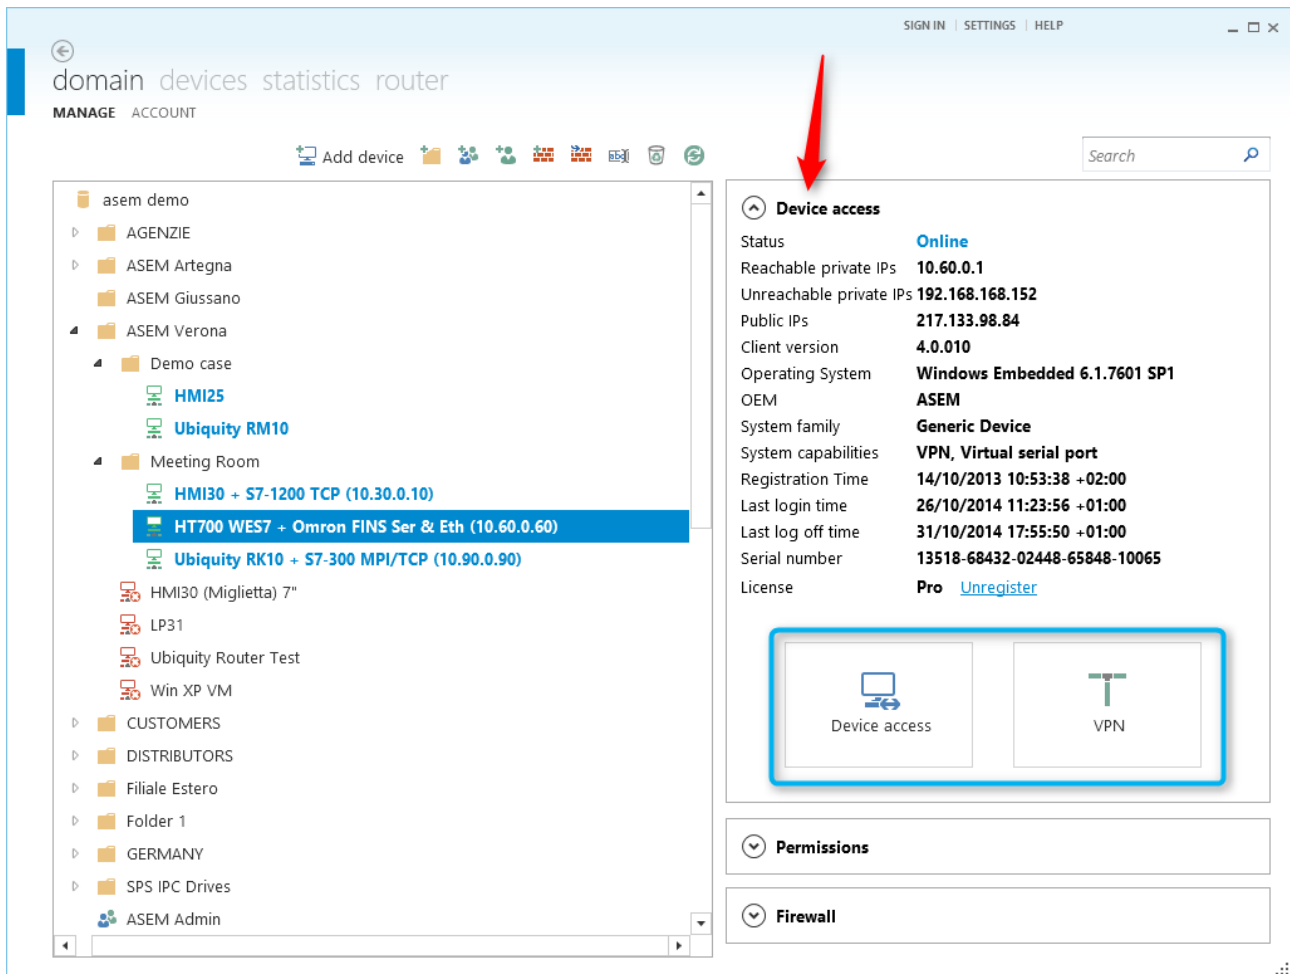 SIGN IN | SETTINGS | HELP
domain devices statistics router
MANAGE ACCOUNT
Add device
Search
asem demo
AGENZIE
ASEM Artegna
ASEM Giussano
ASEM Verona
Demo case
HMI25
Ubiquity RM10
Meeting Room
HMI30 + S7-1200 TCP (10.30.0.10)
HT700 WES7 + Omron FINS Ser & Eth (10.60.0.60)
Ubiquity RK10 + S7-300 MPI/TCP (10.90.0.90)
HMI30 (Miglietta) 7"
LP31
Ubiquity Router Test
Win XP VM
CUSTOMERS
DISTRIBUTORS
Filiale Estero
Folder 1
GERMANY
SPS IPC Drives
ASEM Admin
Device access
Status Online
Reachable private IPs 10.60.0.1
Unreachable private IPs 192.168.168.152
Public IPs 217.133.98.84
Client version 4.0.010
Operating System Windows Embedded 6.1.7601 SP1
OEM ASEM
System family Generic Device
System capabilities VPN, Virtual serial port
Registration Time 14/10/2013 10:53:38 +02:00
Last login time 26/10/2014 11:23:56 +01:00
Last log off time 31/10/2014 17:55:50 +01:00
Serial number 13518-68432-02448-65848-10065
License Pro Unregister
Device access VPN
Permissions
Firewall